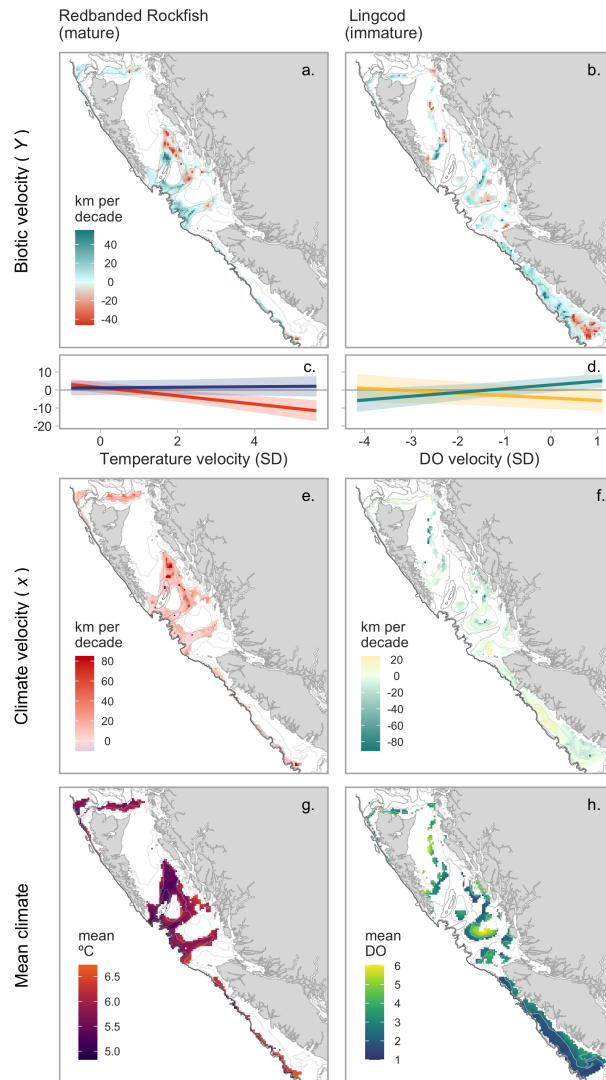 Redbanded Rockfish
(mature)
Lingcod
(immature)
Biotic velocity ( Y )
a.
km per
decade
40
20
0
-20
-40
b.
10
0
-10
-20
c.
0
2
4
Temperature velocity (SD)
d.
-4
-3
-2
-1
0
1
DO velocity (SD)
Climate velocity ( x )
e.
km per
decade
80
60
40
20
0
f.
km per
decade
20
0
-20
-40
-60
-80
Mean climate
g.
mean
ºC
6.5
6.0
5.5
5.0
h.
mean
DO
6
5
4
3
2
1